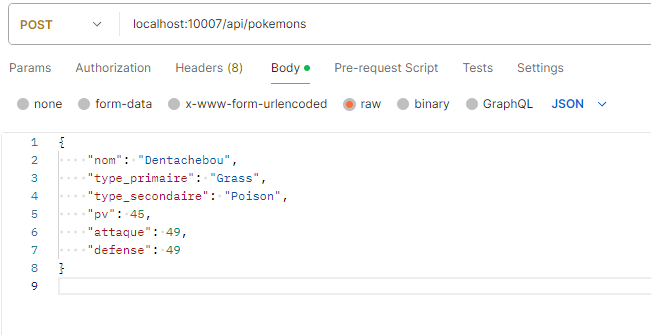 POST localhost:10007/api/pokemons
Params Authorization Headers (8) Body Pre-request Script Tests Settings
none form-data x-www-form-urlencoded raw binary GraphQL JSON
1 {
2 "nom": "Dentachebou",
3 "type_primaire": "Grass",
4 "type_secondaire": "Poison",
5 "pv": 45,
6 "attaque": 49,
7 "defense": 49
8 }
9